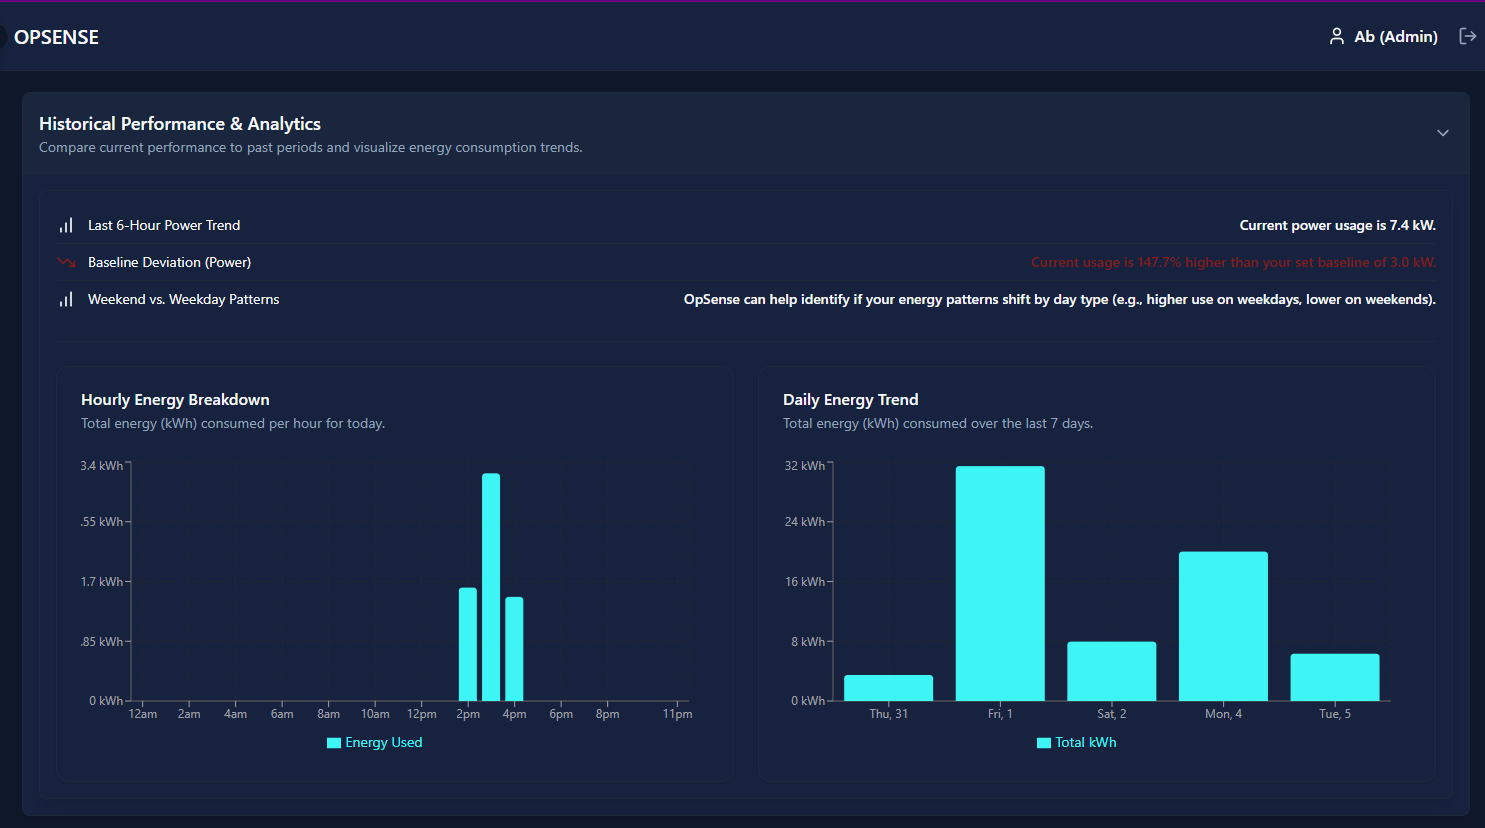 OPSENSE
Ab (Admin)
Historical Performance & Analytics
Compare current performance to past periods and visualize energy consumption trends.
Last 6-Hour Power Trend
Current power usage is 7.4 kW.
Baseline Deviation (Power)
Current usage is 147.7% higher than your set baseline of 3.0 kW.
Weekend vs. Weekday Patterns
OpSense can help identify if your energy patterns shift by day type (e.g., higher use on weekdays, lower on weekends).
Hourly Energy Breakdown
Total energy (kWh) consumed per hour for today.
3.4 kWh
.55 kWh
1.7 kWh
.85 kWh
0 kWh
12am 2am 4am 6am 8am 10am 12pm 2pm 4pm 6pm 8pm 11pm
Energy Used
Daily Energy Trend
Total energy (kWh) consumed over the last 7 days.
32 kWh
24 kWh
16 kWh
8 kWh
0 kWh
Thu, 31 Fri, 1 Sat, 2 Mon, 4 Tue, 5
Total kWh